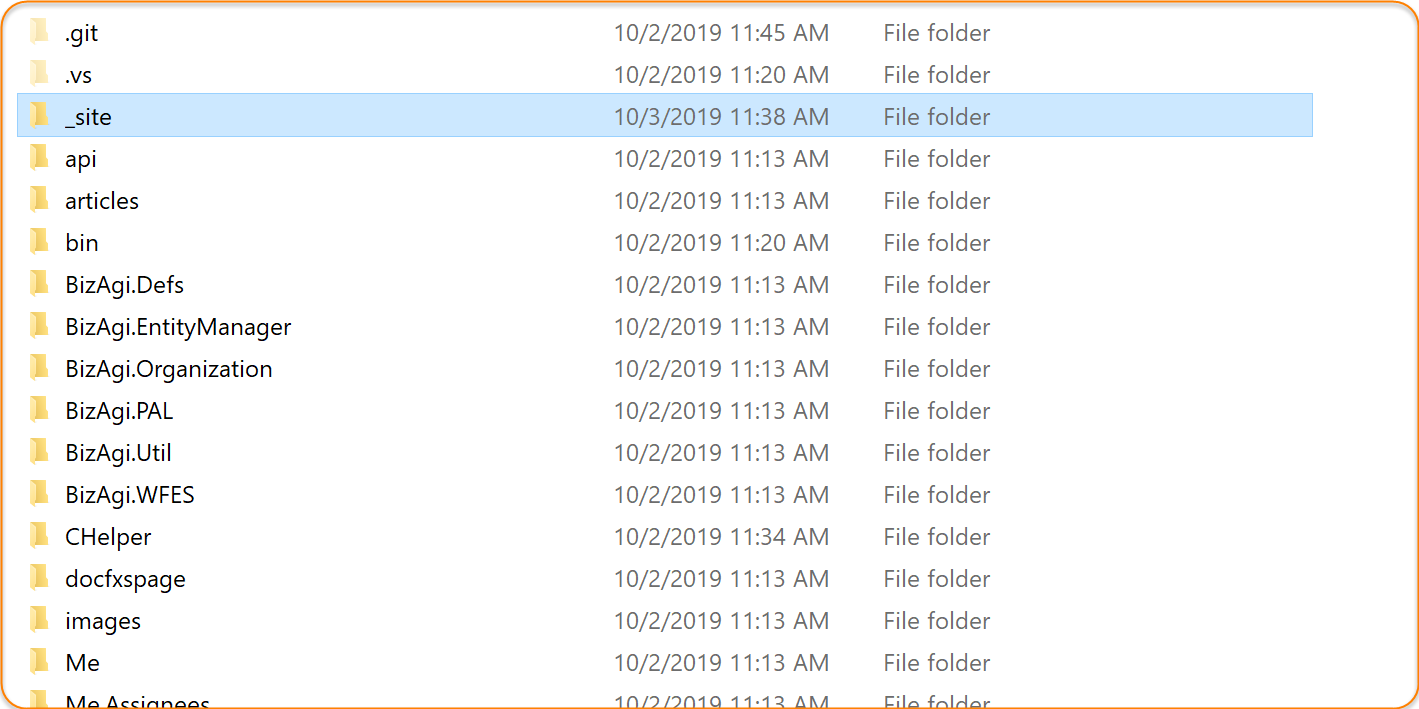 .git 10/2/2019 11:45 AM File folder
.vs 10/2/2019 11:20 AM File folder
_site 10/3/2019 11:38 AM File folder
api 10/2/2019 11:13 AM File folder
articles 10/2/2019 11:13 AM File folder
bin 10/2/2019 11:20 AM File folder
BizAgi.Defs 10/2/2019 11:13 AM File folder
BizAgi.EntityManager 10/2/2019 11:13 AM File folder
BizAgi.Organization 10/2/2019 11:13 AM File folder
BizAgi.PAL 10/2/2019 11:13 AM File folder
BizAgi.Util 10/2/2019 11:13 AM File folder
BizAgi.WFES 10/2/2019 11:13 AM File folder
CHelper 10/2/2019 11:34 AM File folder
docfxspage 10/2/2019 11:13 AM File folder
images 10/2/2019 11:13 AM File folder
Me 10/2/2019 11:13 AM File folder
Me.Assignees 10/2/2019 11:13 AM File folder